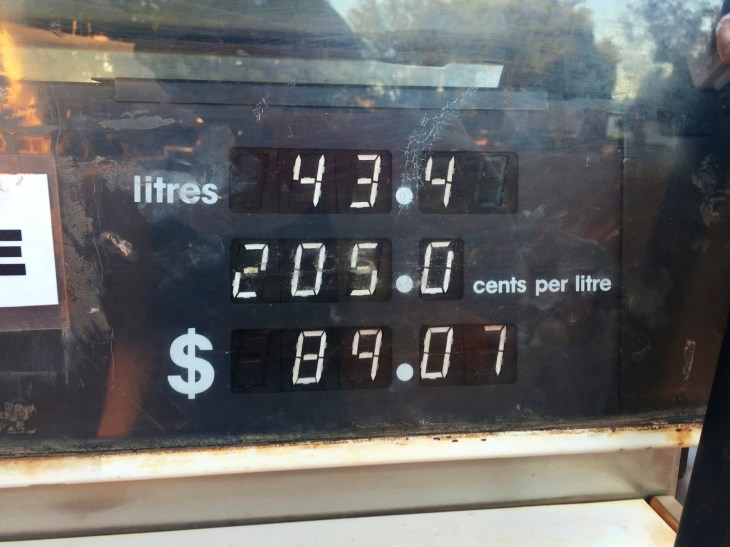 E
litres 43.4
205.0 cents per litre
$ 89.07